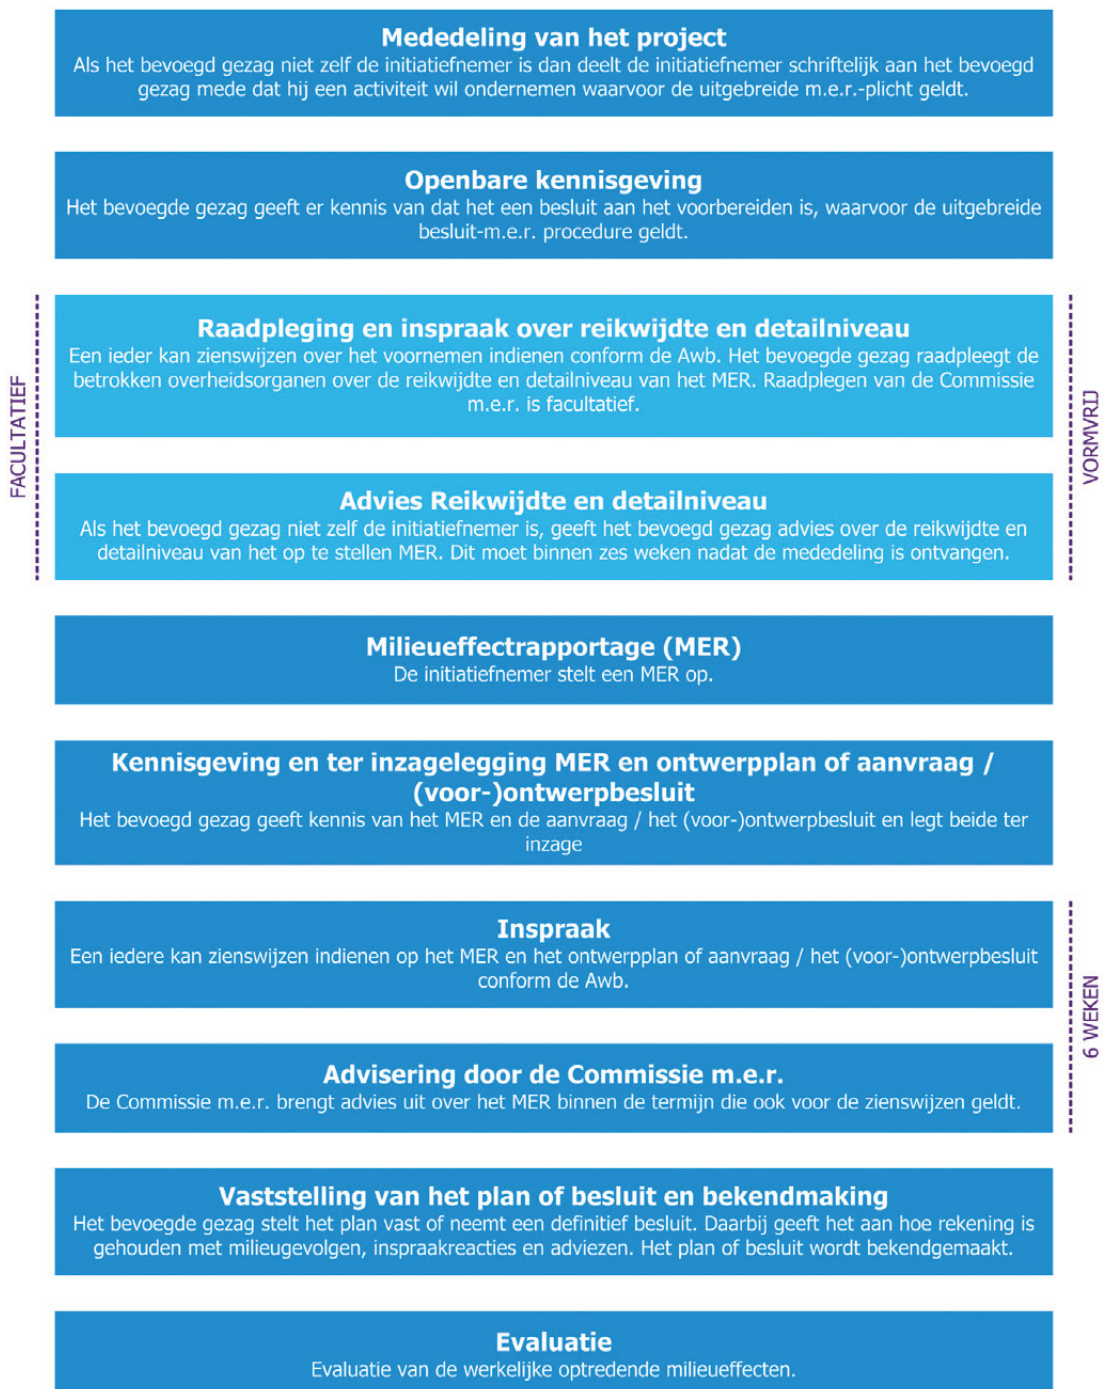 Mededeling van het project
Als het bevoegd gezag niet zelf de initiatiefnemer is dan deelt de initiatiefnemer schriftelijk aan het bevoegd
gezag mede dat hij een activiteit wil ondernemen waarvoor de uitgebreide m.e.r.-plicht geldt.
Openbare kennisgeving
Het bevoegde gezag geeft er kennis van dat het een besluit aan het voorbereiden is, waarvoor de uitgebreide
besluit-m.e.r. procedure geldt.
FACULTATIEF
Raadpleging en inspraak over reikwijdte en detailniveau
Een ieder kan zienswijzen over het voornemen indienen conform de Awb. Het bevoegde gezag raadpleegt de
betrokken overheidsorganen over de reikwijdte en detailniveau van het MER. Raadplegen van de Commissie
m.e.r. is facultatief.
VORMVRIJ
Advies Reikwijdte en detailniveau
Als het bevoegd gezag niet zelf de initiatiefnemer is, geeft het bevoegd gezag advies over de reikwijdte en
detailniveau van het op te stellen MER. Dit moet binnen zes weken nadat de mededeling is ontvangen.
Milieueffectrapportage (MER)
De initiatiefnemer stelt een MER op.
Kennisgeving en ter inzagelegging MER en ontwerpplan of aanvraag /
(voor-)ontwerpbesluit
Het bevoegd gezag geeft kennis van het MER en de aanvraag / het (voor-)ontwerpbesluit en legt beide ter
inzage
Inspraak
Een iedere kan zienswijzen indienen op het MER en het ontwerpplan of aanvraag / het (voor-)ontwerpbesluit
conform de Awb.
6 WEKEN
Advisering door de Commissie m.e.r.
De Commissie m.e.r. brengt advies uit over het MER binnen de termijn die ook voor de zienswijzen geldt.
Vaststelling van het plan of besluit en bekendmaking
Het bevoegde gezag stelt het plan vast of neemt een definitief besluit. Daarbij geeft het aan hoe rekening is
gehouden met milieugevolgen, inspraakreacties en adviezen. Het plan of besluit wordt bekendgemaakt.
Evaluatie
Evaluatie van de werkelijke optredende milieueffecten.